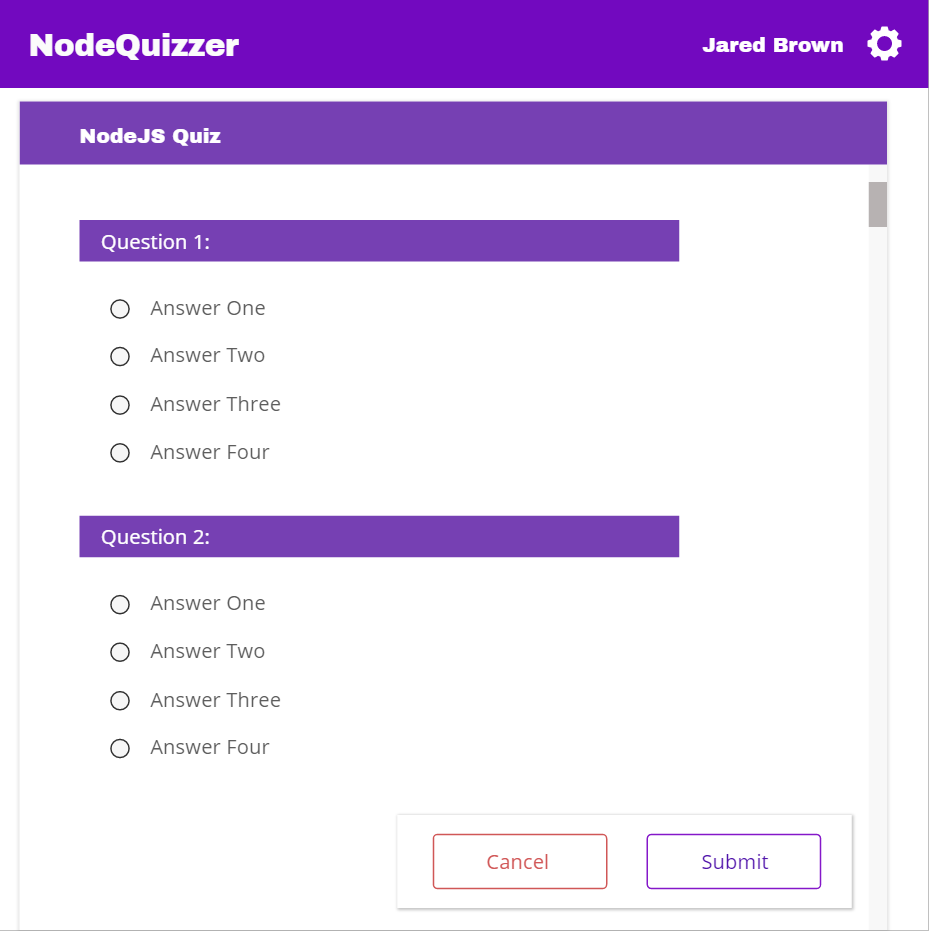 NodeQuizzer
Jared Brown
NodeJS Quiz
Question 1:
Answer One
Answer Two
Answer Three
Answer Four
Question 2:
Answer One
Answer Two
Answer Three
Answer Four
Cancel
Submit